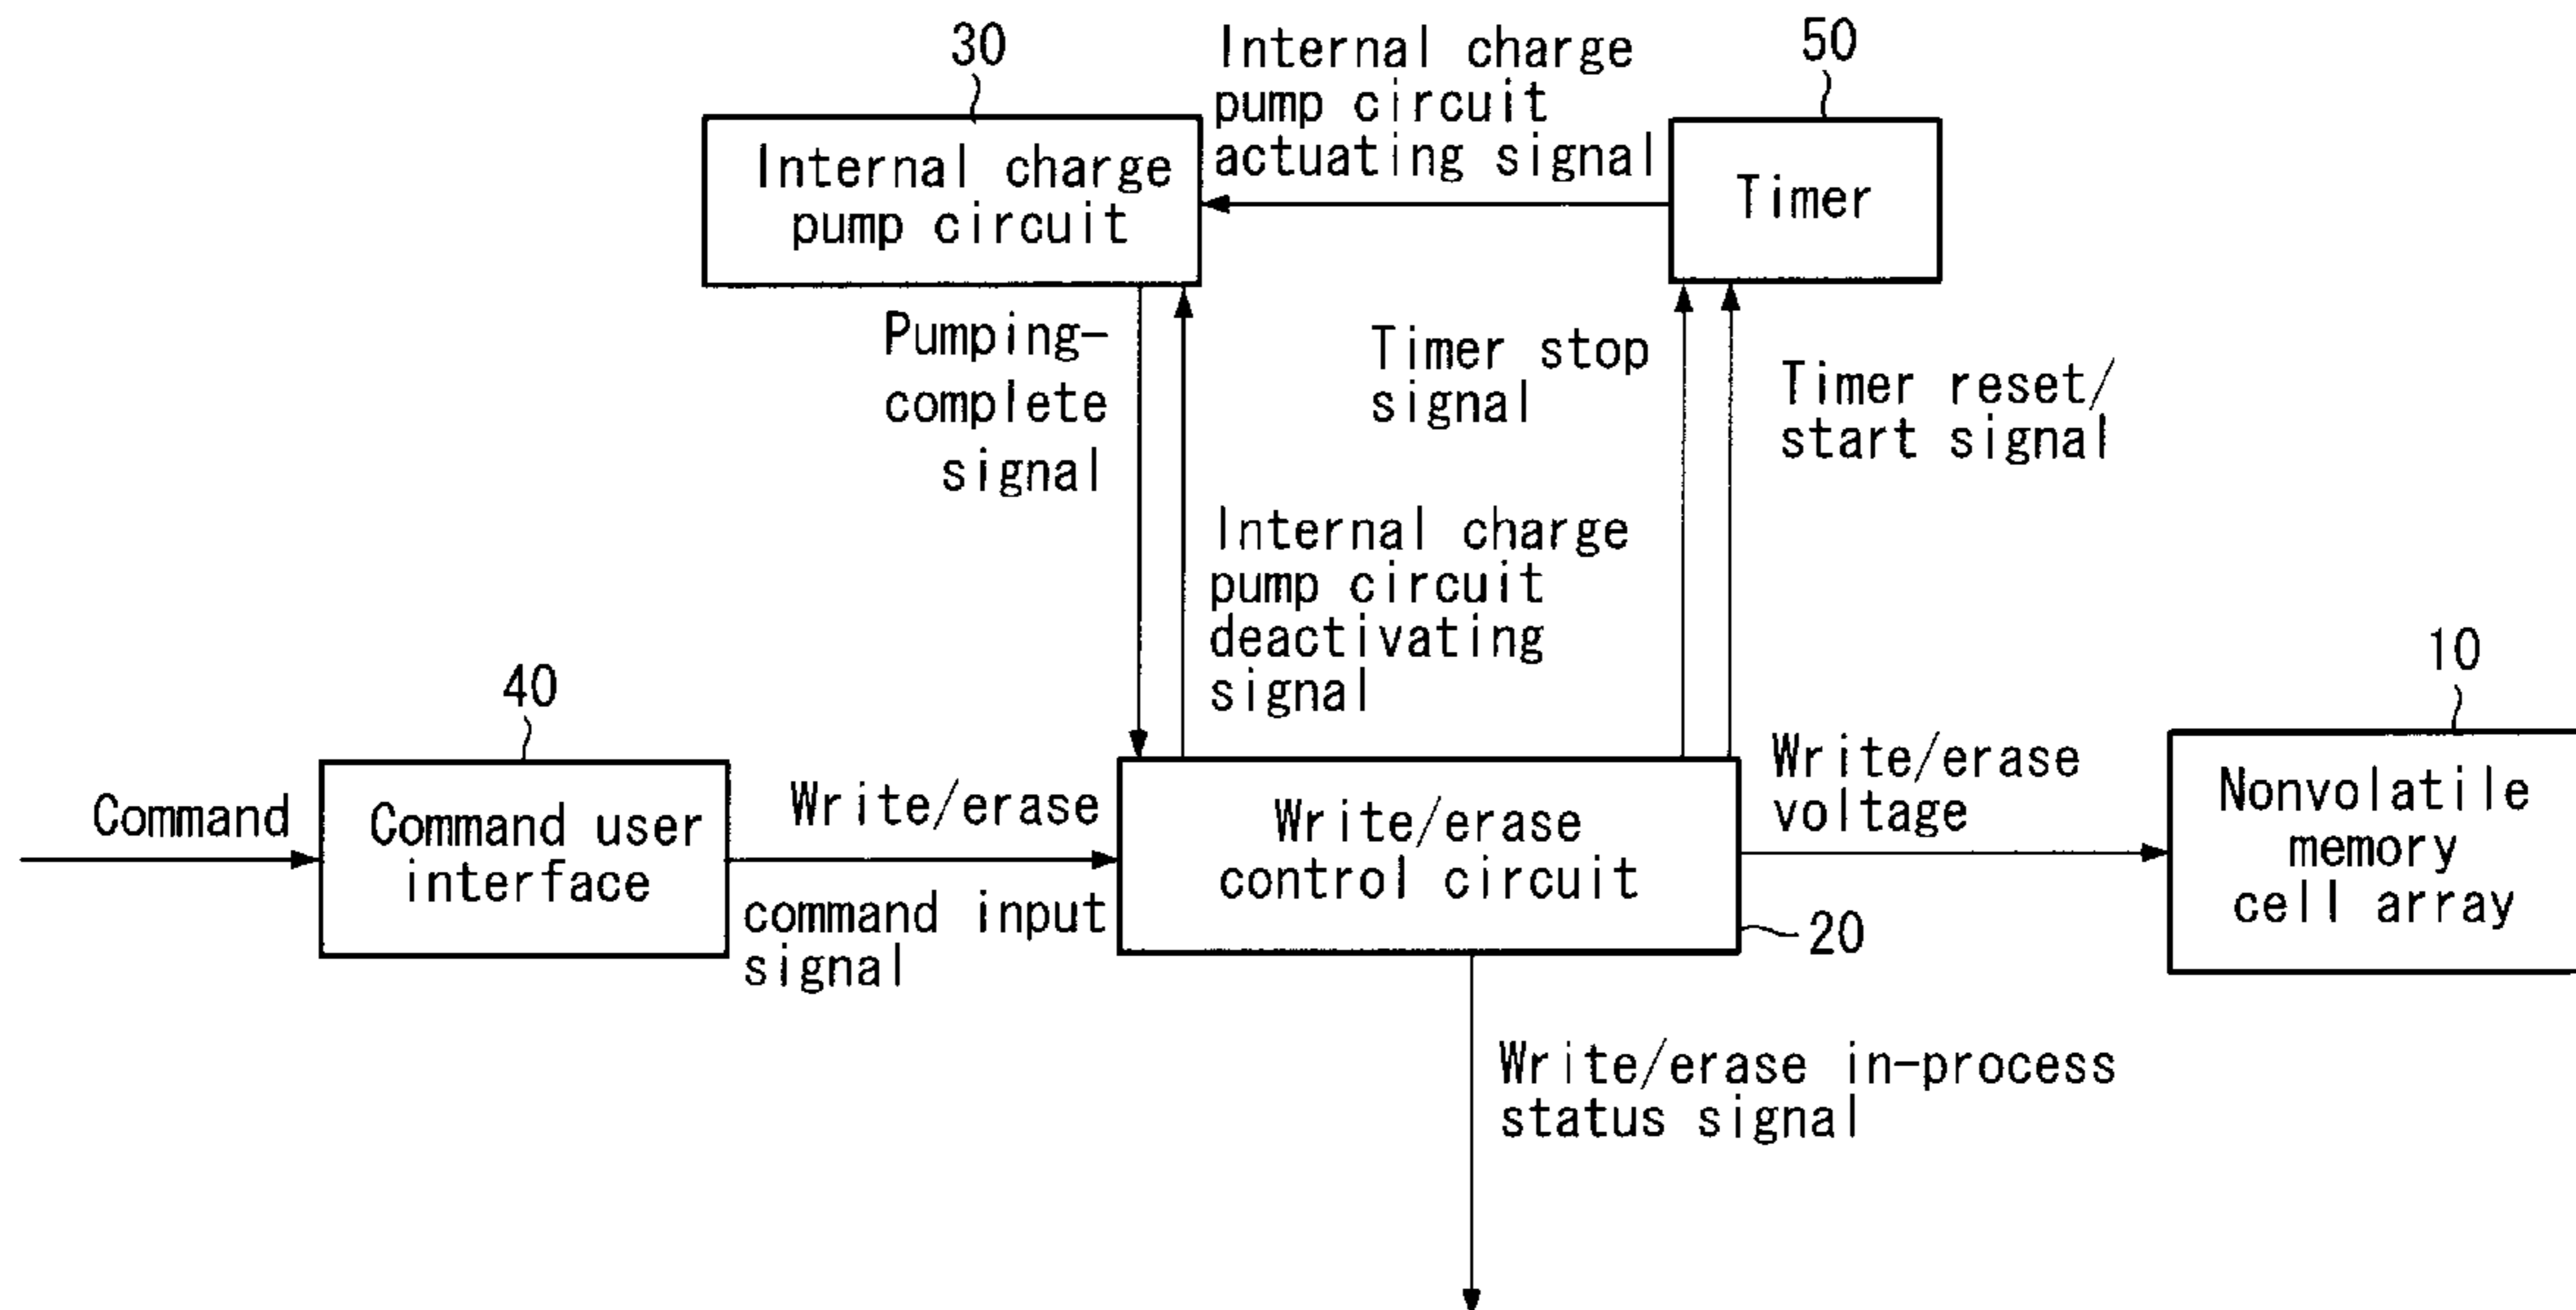 30
Internal charge
pump circuit
actuating signal
50
Internal charge
pump circuit
Timer
Pumping-
complete
signal
Timer stop
signal
Timer reset/
start signal
Internal charge
pump circuit
deactivating
signal
40
10
Command
Command user
interface
Write/erase
command input
signal
Write/erase
control circuit
20
Write/erase
voltage
Nonvolatile
memory
cell array
Write/erase in-process
status signal